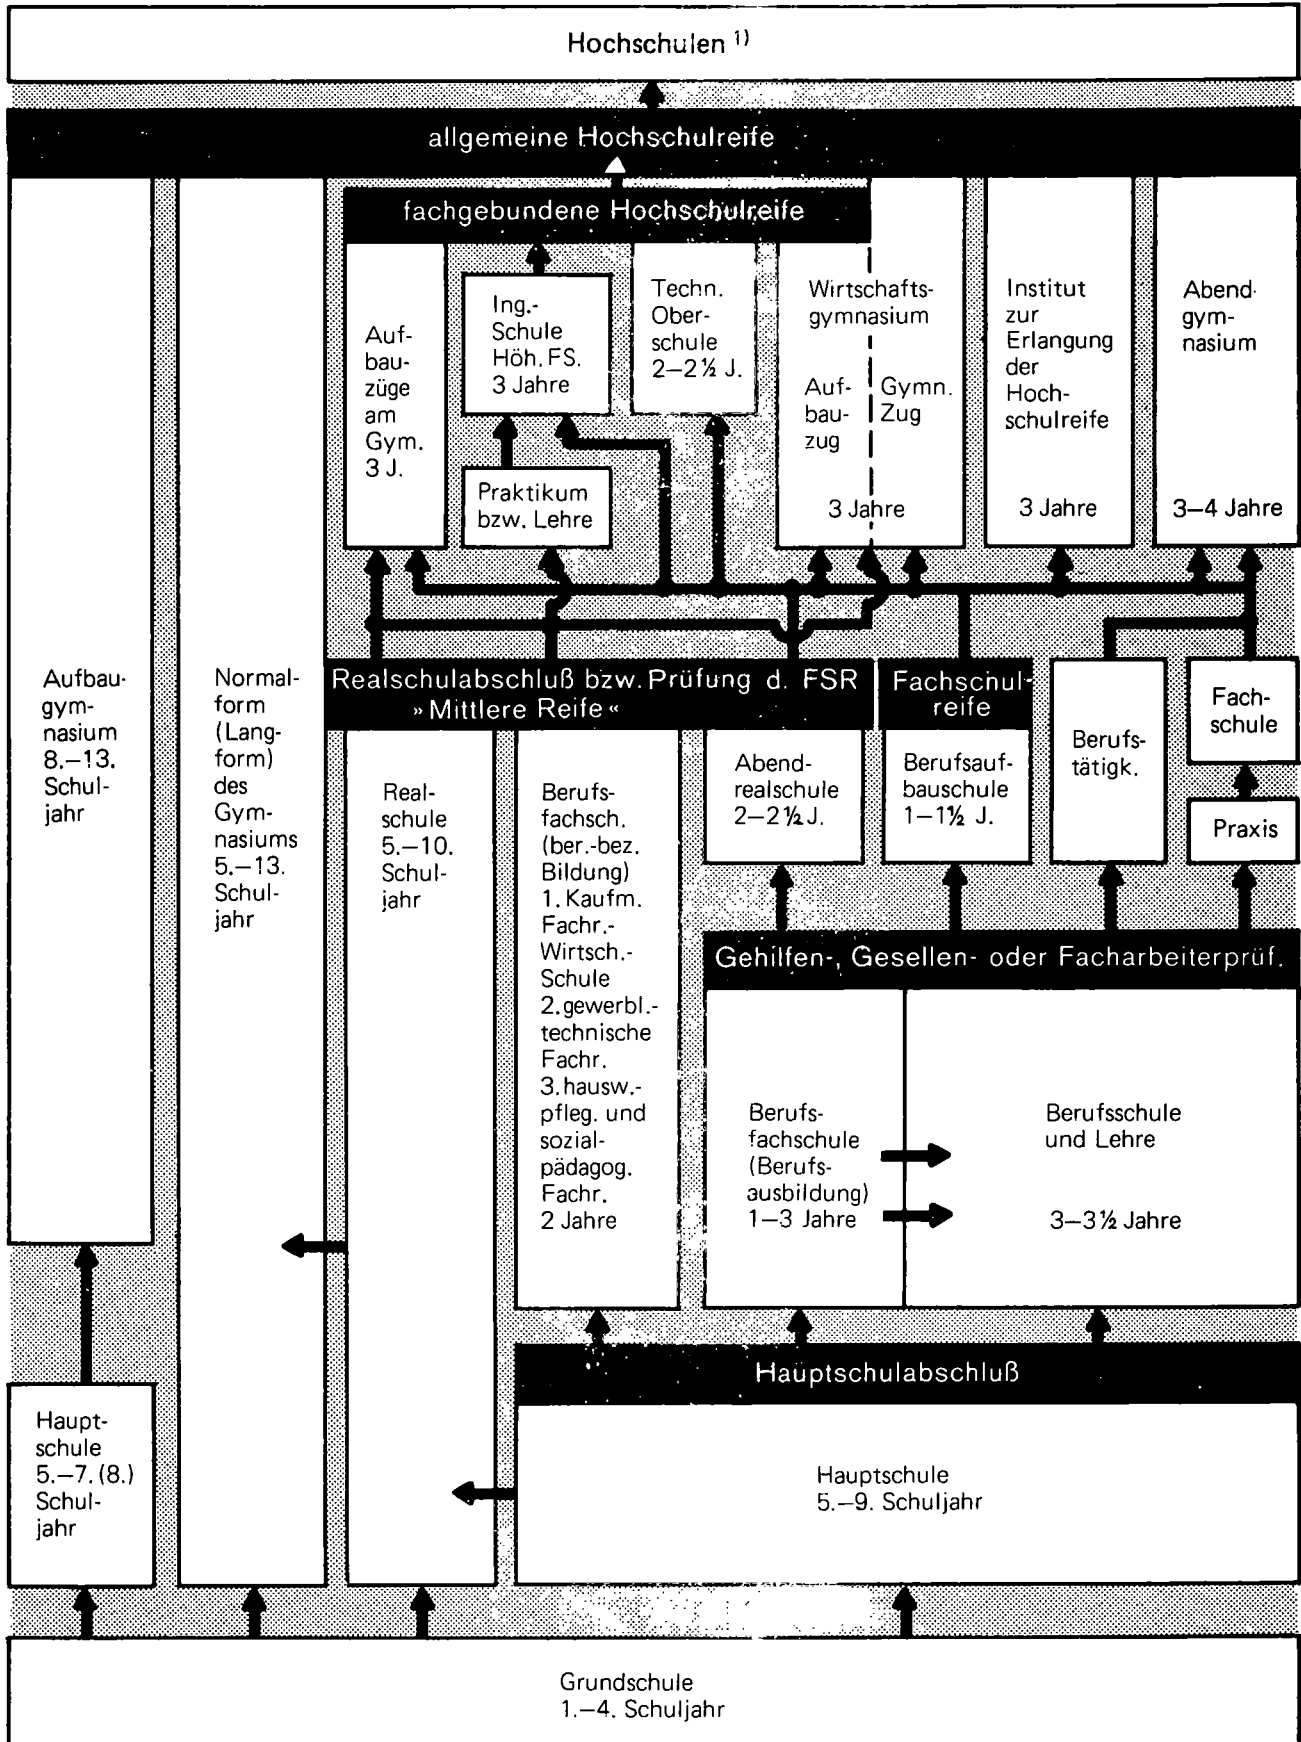 Hochschulen 1)
allgemeine Hochschulreife
fachgebundene Hochschulreife
Auf-
bau-
züge
am
Gym.
3 J.
Ing.-
Schule
Höh. FS.
3 Jahre
Praktikum
bzw. Lehre
Techn.
Ober-
schule
2–2½ J.
Wirtschafts-
gymnasium
Auf-
bau-
zug
Gymn.
Zug
3 Jahre
Institut
zur
Erlangung
der
Hoch-
schulreife
3 Jahre
Abend-
gym-
nasium
3–4 Jahre
Aufbau-
gym-
nasium
8.–13.
Schul-
jahr
Normal-
form
(Lang-
form)
des
Gym-
nasiums
5.–13.
Schul-
jahr
Realschulabschluß bzw. Prüfung d. FSR
»Mittlere Reife«
Fachschul-
reife
Real-
schule
5.–10.
Schul-
jahr
Berufs-
fachsch.
(ber.-bez.
Bildung)
1. Kaufm.
Fachr.-
Wirtsch.-
Schule
2. gewerbl.-
technische
Fachr.
3. hausw.-
pfleg. und
sozial-
pädagog.
Fachr.
2 Jahre
Abend-
realschule
2–2½ J.
Berufsauf-
bauschule
1–1½ J.
Berufs-
tätigk.
Fach-
schule
Praxis
Gehilfen-, Gesellen- oder Facharbeiterprüf.
Berufs-
fachschule
(Berufs-
ausbildung)
1–3 Jahre
Berufsschule
und Lehre
3–3½ Jahre
Hauptschulabschluß
Haupt-
schule
5.–7. (8.)
Schul-
jahr
Hauptschule
5.–9. Schuljahr
Grundschule
1.–4. Schuljahr